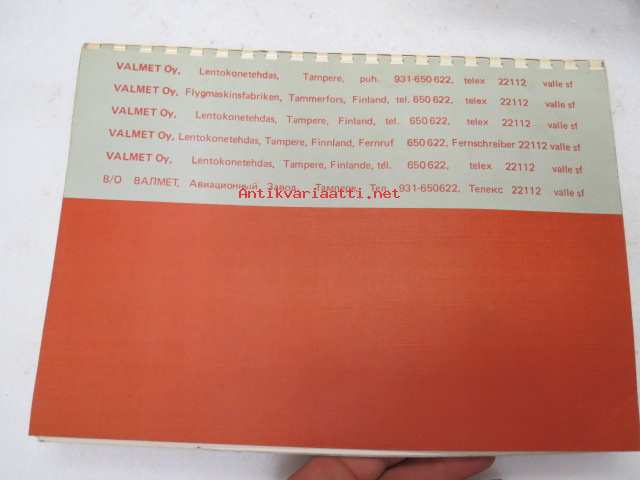 VALMET Oy, Lentokonetehdas, Tampere, puh. 931-650 622, telex 22112 valle sf
VALMET Oy, Flygmaskinsfabriken, Tammerfors, Finland, tel. 650 622, telex 22112 valle sf
VALMET Oy, Lentokonetehdas, Tampere, Finland, tel. 650 622, telex 22112 valle sf
VALMET Oy, Lentokonetehdas, Tampere, Finnland, Fernruf 650 622, Fernschreiber 22112 valle sf
VALMET Oy, Lentokonetehdas, Tampere, Finlande, tél. 650 622, telex 22112 valle sf
В/О ВАЛМЕТ, Авиационный Завод, Тампере, Тел. 931-650622, Телекс 22112 valle sf
Antikvariaatti.net